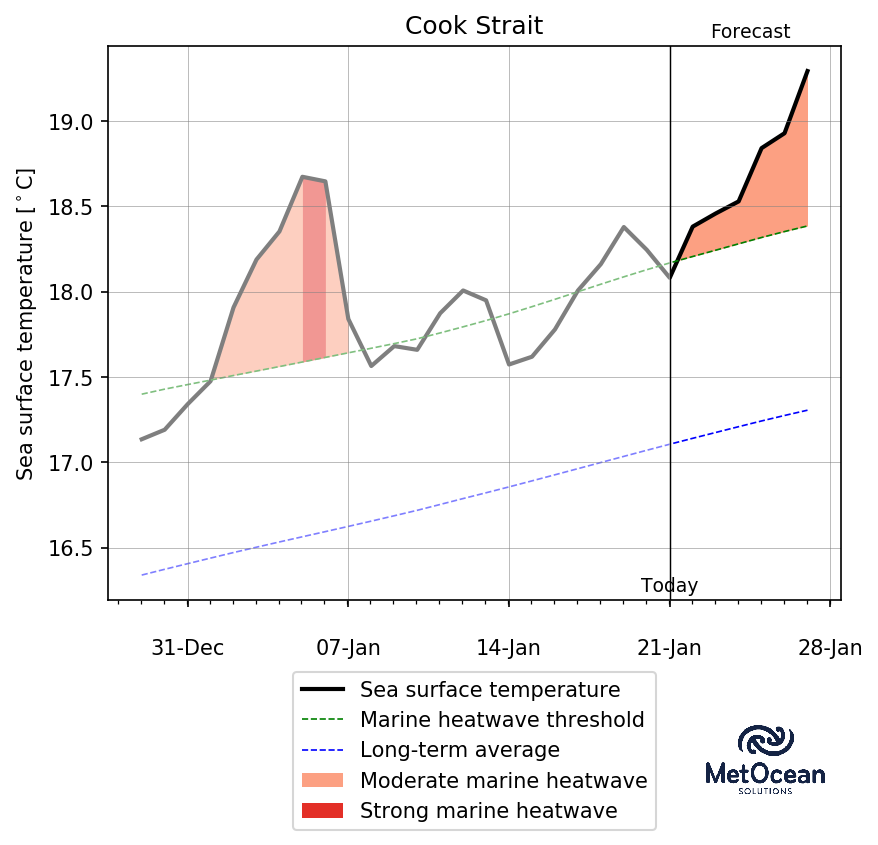 Cook Strait
Forecast
Sea surface temperature [°C]
19.0
18.5
18.0
17.5
17.0
16.5
Today
31-Dec 07-Jan 14-Jan 21-Jan 28-Jan
Sea surface temperature
Marine heatwave threshold
Long-term average
Moderate marine heatwave
Strong marine heatwave
MetOcean
SOLUTIONS